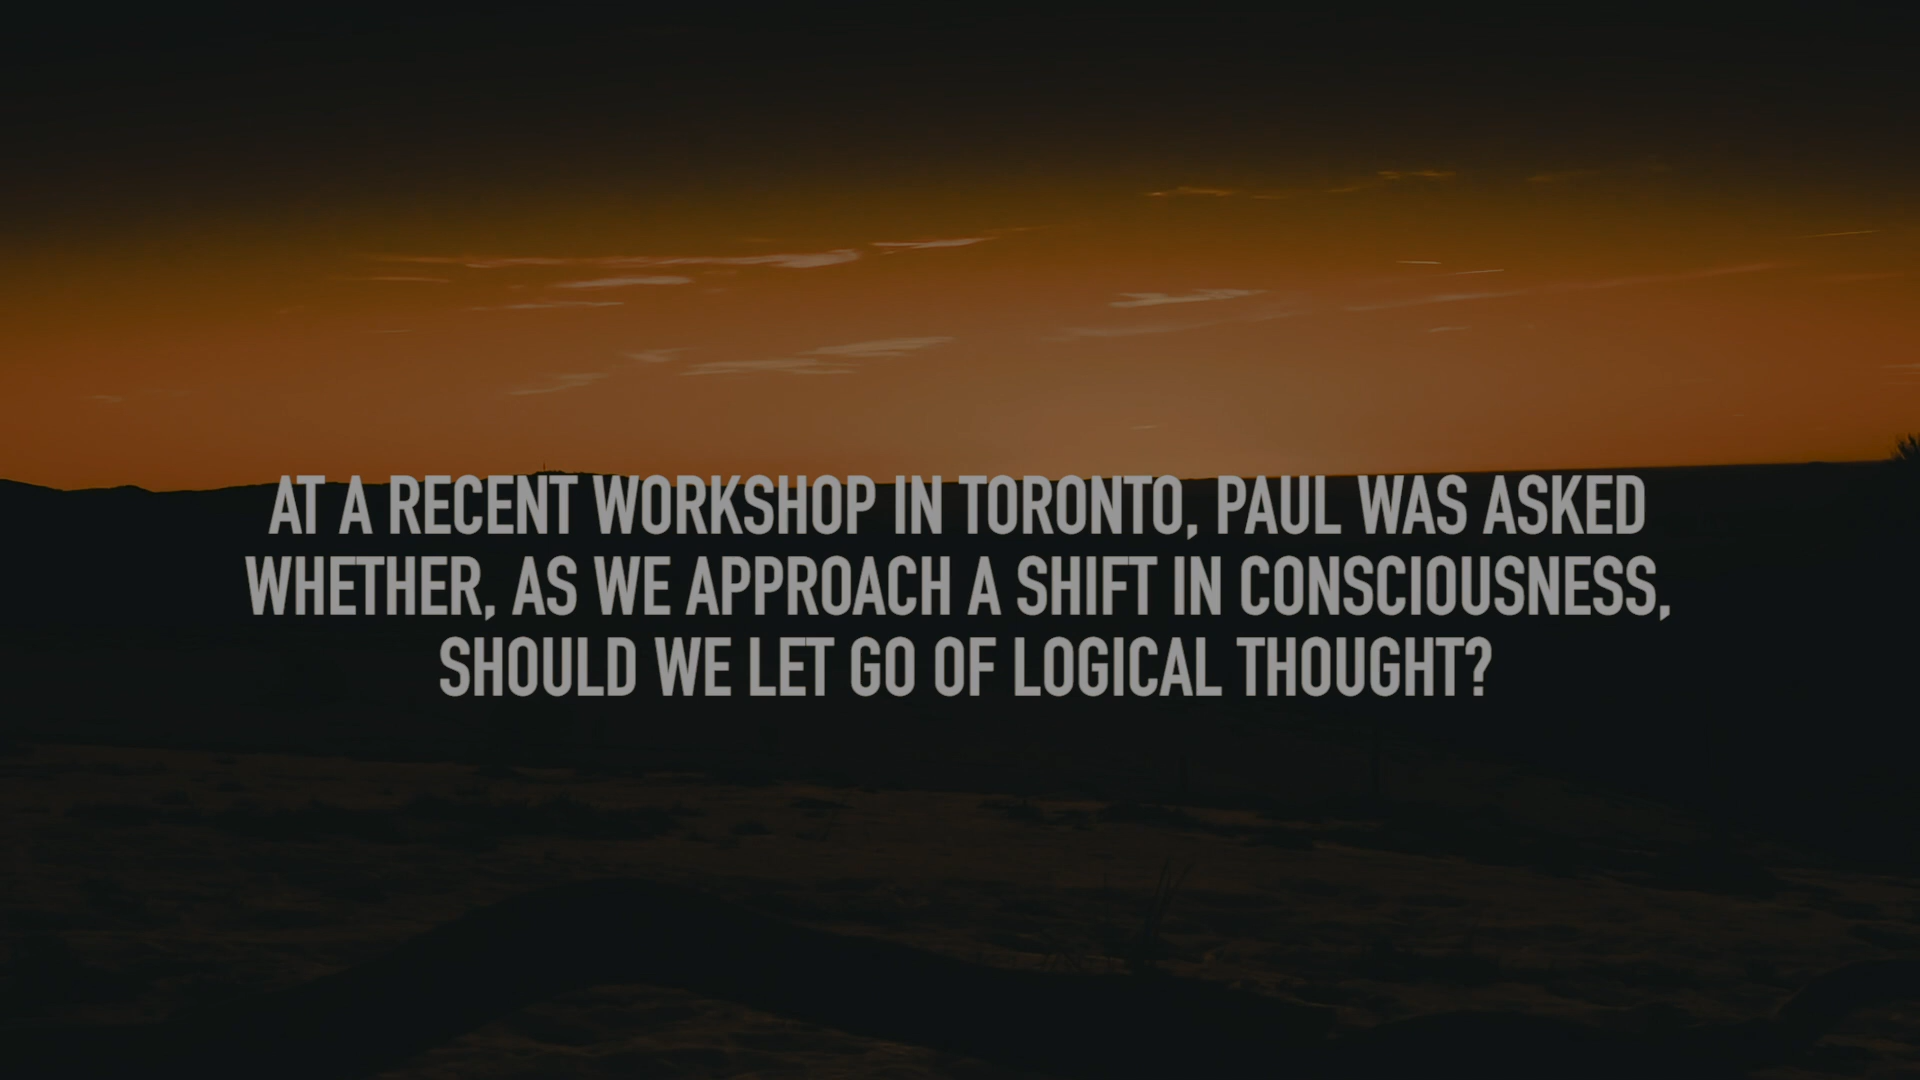 AT A RECENT WORKSHOP IN TORONTO, PAUL WAS ASKED
WHETHER, AS WE APPROACH A SHIFT IN CONSCIOUSNESS,
SHOULD WE LET GO OF LOGICAL THOUGHT?